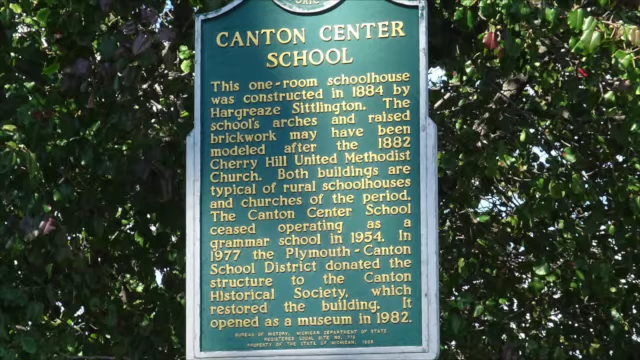 CANTON CENTER
SCHOOL
This one-room schoolhouse
was constructed in 1884 by
Hargreaze Sittlington. The
school's arches and raised
brickwork may have been
modeled after the 1882
Cherry Hill United Methodist
Church. Both buildings are
typical of rural schoolhouses
and churches of the period.
The Canton Center School
ceased operating as a
grammar school in 1954. In
1977 the Plymouth-Canton
School District donated the
structure to the Canton
Historical Society, which
restored the building. It
opened as a museum in 1982.
BUREAU OF HISTORY, MICHIGAN DEPARTMENT OF STATE
REGISTERED LOCAL SITE NO.
PROPERTY OF THE STATE OF MICHIGAN,